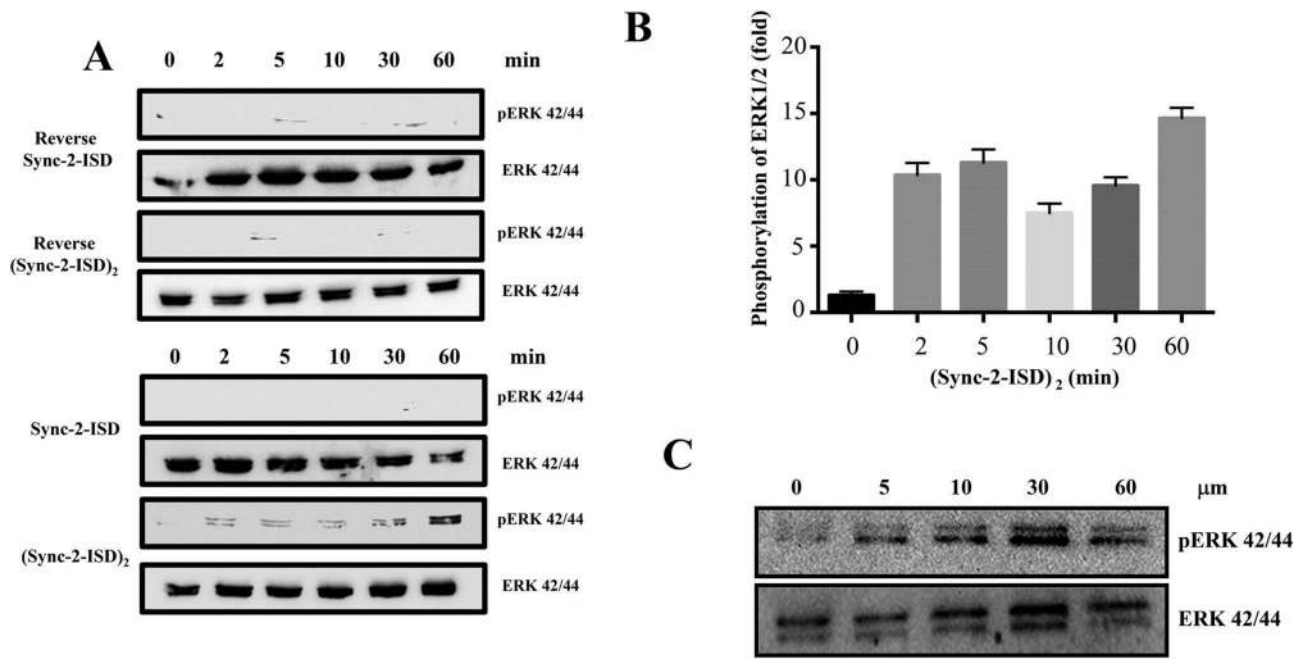 A
0 2 5 10 30 60 min
Reverse
Sync-2-ISD
pERK 42/44
ERK 42/44
Reverse
(Sync-2-ISD)₂
pERK 42/44
ERK 42/44
0 2 5 10 30 60 min
Sync-2-ISD
pERK 42/44
ERK 42/44
(Sync-2-ISD)₂
pERK 42/44
ERK 42/44
B
Phosphorylation of ERK1/2 (fold)
20
15
10
5
0
0 2 5 10 30 60
(Sync-2-ISD)₂ (min)
C
0 5 10 30 60 μm
pERK 42/44
ERK 42/44